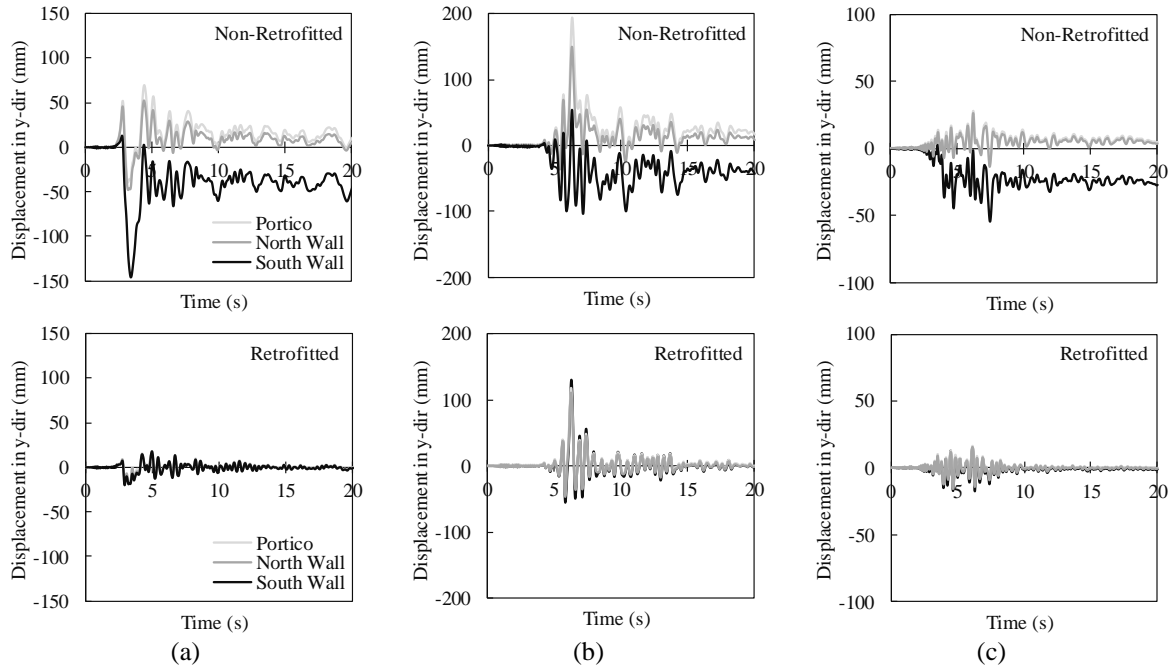 Displacement in y-dir (mm)
150
100
50
0
-50
-100
-150
0
5
10
15
20
Non-Retrofitted
Portico
North Wall
South Wall
Time (s)
Displacement in y-dir (mm)
200
100
0
-100
-200
0
5
10
15
20
Non-Retrofitted
Time (s)
Displacement in y-dir (mm)
100
50
0
-50
-100
0
5
10
15
20
Non-Retrofitted
Time (s)
Displacement in y-dir (mm)
150
100
50
0
-50
-100
-150
0
5
10
15
20
Retrofitted
Portico
North Wall
South Wall
Time (s)
(a)
Displacement in y-dir (mm)
200
100
0
-100
-200
0
5
10
15
20
Retrofitted
Time (s)
(b)
Displacement in y-dir (mm)
100
50
0
-50
-100
0
5
10
15
20
Retrofitted
Time (s)
(c)